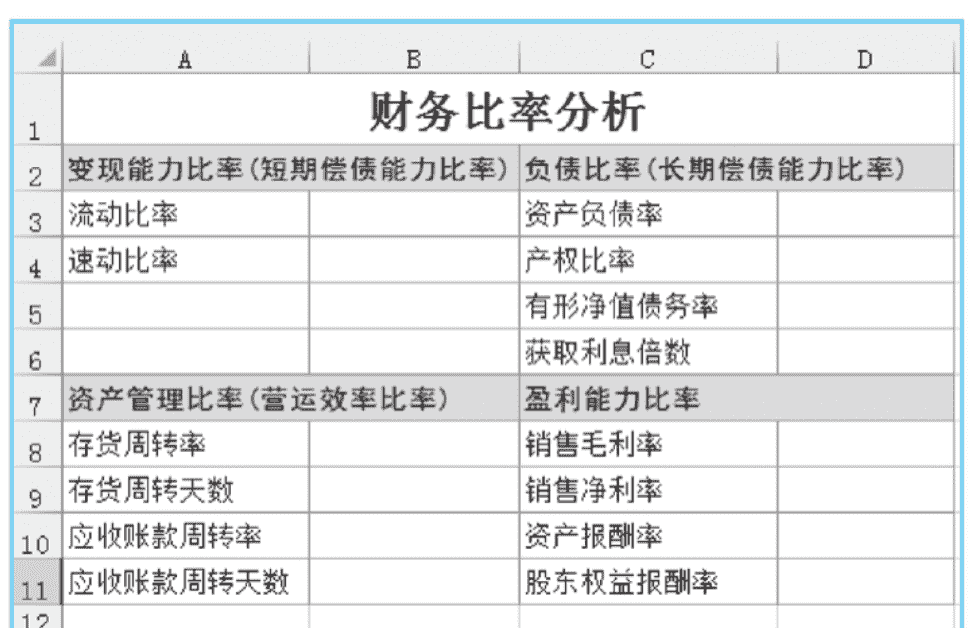 A B C D
1 财务比率分析
2 变现能力比率(短期偿债能力比率) 负债比率(长期偿债能力比率)
3 流动比率 资产负债率
4 速动比率 产权比率
5 有形净值债务率
6 获取利息倍数
7 资产管理比率(营运效率比率) 盈利能力比率
8 存货周转率 销售毛利率
9 存货周转天数 销售净利率
10 应收账款周转率 资产报酬率
11 应收账款周转天数 股东权益报酬率
12